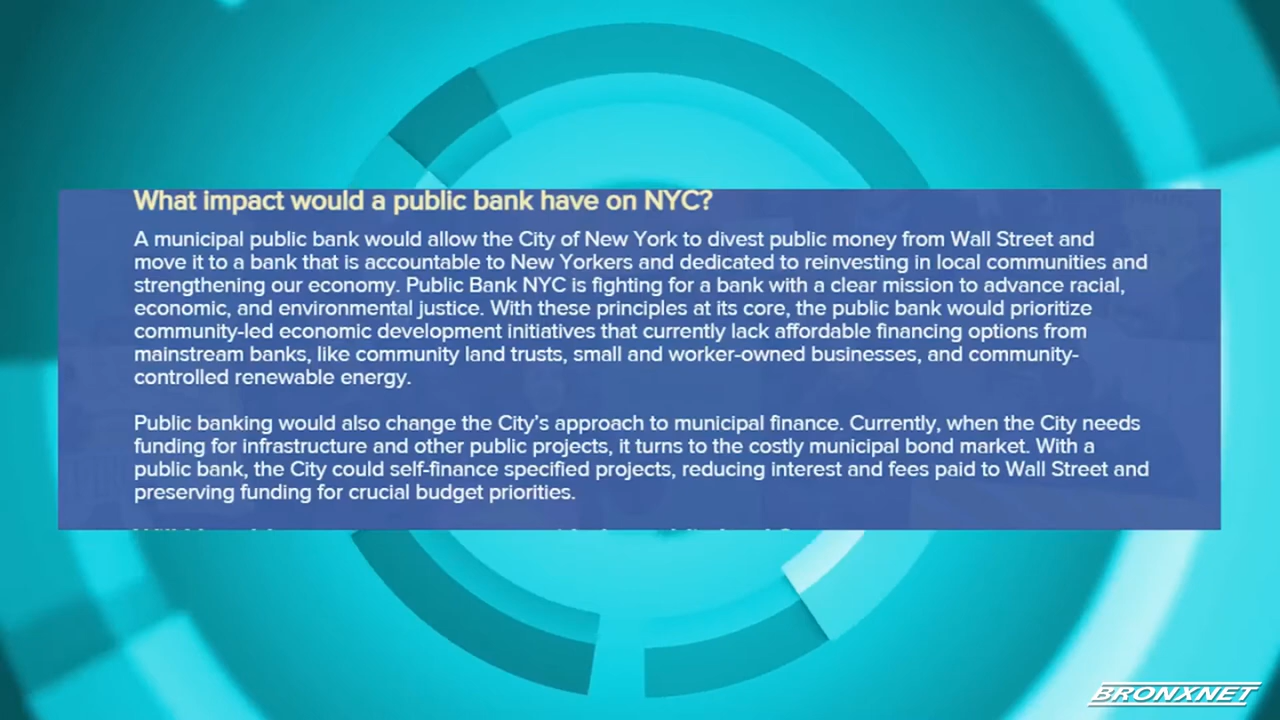 What impact would a public bank have on NYC?
A municipal public bank would allow the City of New York to divest public money from Wall Street and
move it to a bank that is accountable to New Yorkers and dedicated to reinvesting in local communities and
strengthening our economy. Public Bank NYC is fighting for a bank with a clear mission to advance racial,
economic, and environmental justice. With these principles at its core, the public bank would prioritize
community-led economic development initiatives that currently lack affordable financing options from
mainstream banks, like community land trusts, small and worker-owned businesses, and community-
controlled renewable energy.
Public banking would also change the City's approach to municipal finance. Currently, when the City needs
funding for infrastructure and other public projects, it turns to the costly municipal bond market. With a
public bank, the City could self-finance specified projects, reducing interest and fees paid to Wall Street and
preserving funding for crucial budget priorities.
BRONXNET